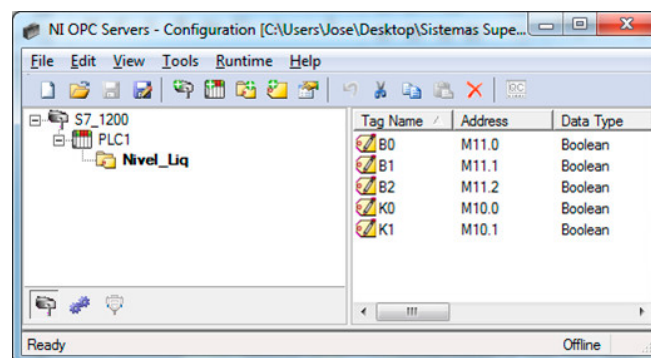 NI OPC Servers - Configuration [C:\Users\Jose\Desktop\Sistemas Supe...
File Edit View Tools Runtime Help
S7_1200
PLC1
Nivel_Liq
Tag Name Address Data Type
B0 M11.0 Boolean
B1 M11.1 Boolean
B2 M11.2 Boolean
K0 M10.0 Boolean
K1 M10.1 Boolean
Ready Offline